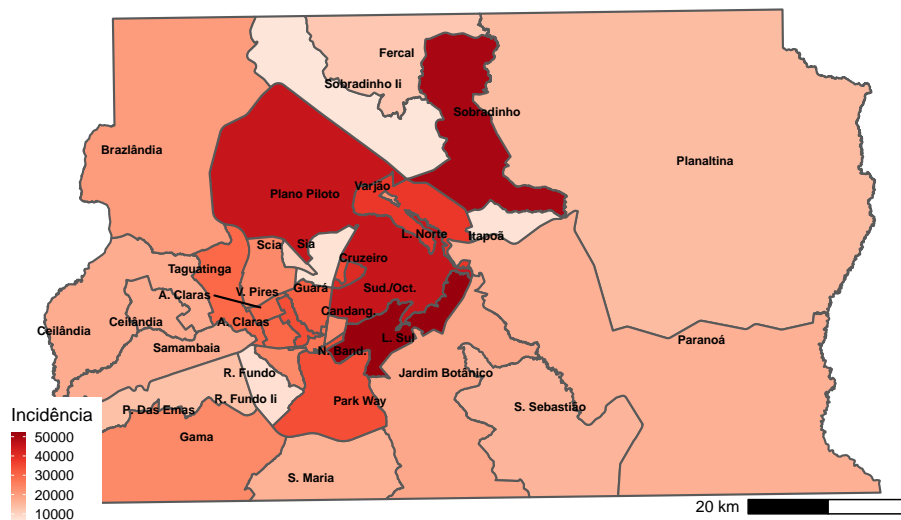 Fercal
Sobradinho Ii
Sobradinho
Brazlândia
Planaltina
Varjão
Plano Piloto
L. Norte
Itapoã
Scia
Sia
Cruzeiro
Taguatinga
V. Pires
Guará
Sud./Oct.
A. Claras
Candang.
Ceilândia
Ceilândia
A. Claras
L. Sul
Paranoá
Samambaia
N. Band.
R. Fundo
Jardim Botânico
R. Fundo Ii
Park Way
S. Sebastião
P. Das Emas
Gama
S. Maria
Incidência
50000
40000
30000
20000
10000
20 km